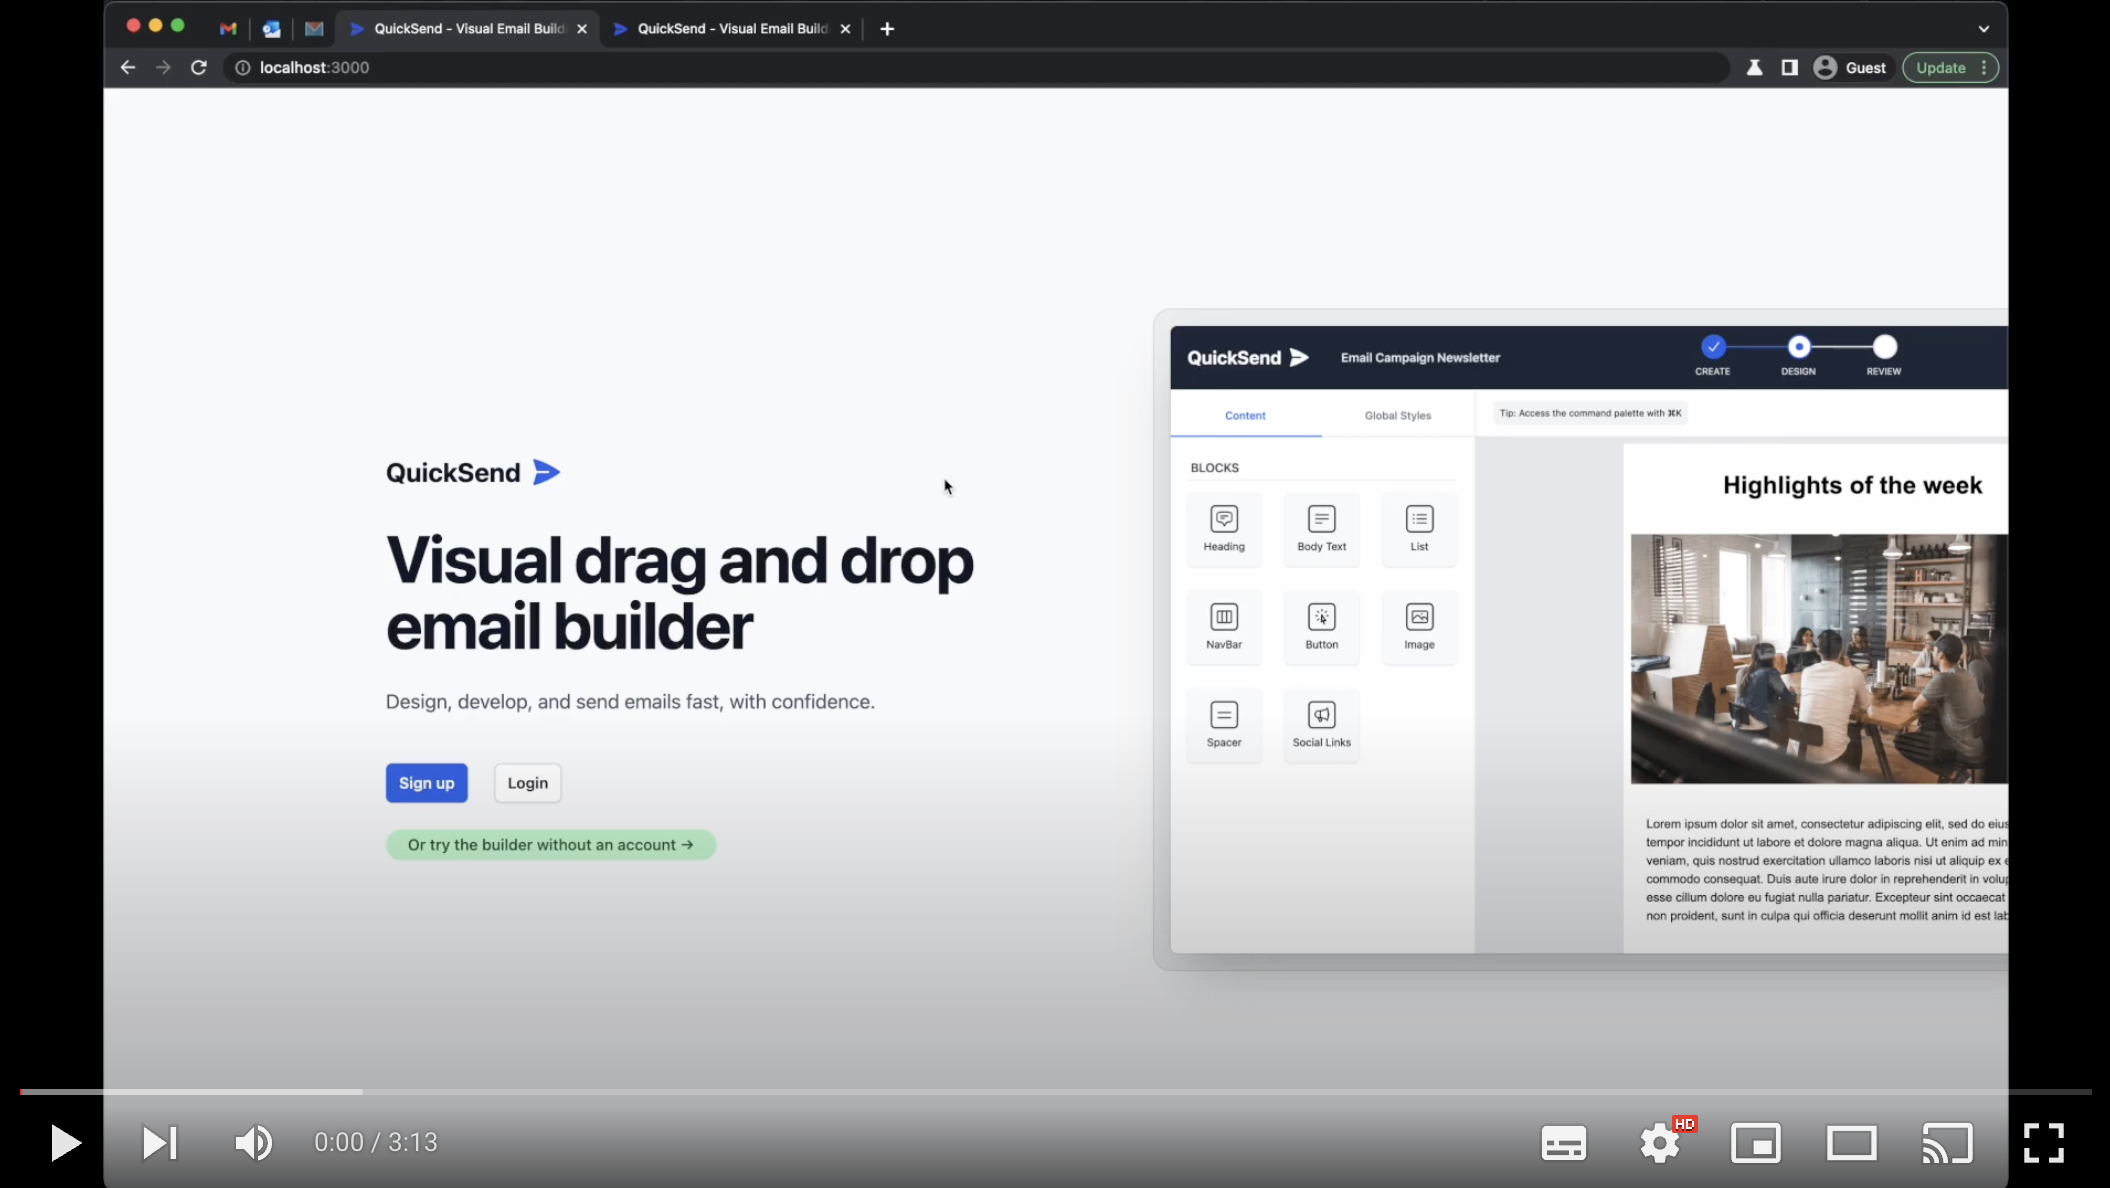 QuickSend - Visual Email Build
QuickSend - Visual Email Build
localhost:3000
Guest
Update
QuickSend
Visual drag and drop
email builder
Design, develop, and send emails fast, with confidence.
Sign up
Login
Or try the builder without an account →
QuickSend
Email Campaign Newsletter
CREATE
DESIGN
REVIEW
Content
Global Styles
Tip: Access the command palette with ⌘K
BLOCKS
Heading
Body Text
List
NavBar
Button
Image
Spacer
Social Links
Highlights of the week
Lorem ipsum dolor sit amet, consectetur adipiscing elit, sed do eius
tempor incididunt ut labore et dolore magna aliqua. Ut enim ad min
veniam, quis nostrud exercitation ullamco laboris nisi ut aliquip ex e
commodo consequat. Duis aute irure dolor in reprehenderit in volup
esse cillum dolore eu fugiat nulla pariatur. Excepteur sint occaecat
non proident, sunt in culpa qui officia deserunt mollit anim id est lab
0:00 / 3:13
HD